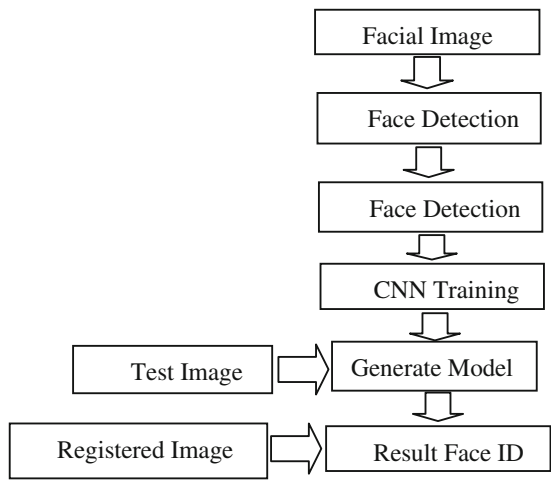 Facial Image
Face Detection
Face Detection
CNN Training
Test Image
Generate Model
Registered Image
Result Face ID